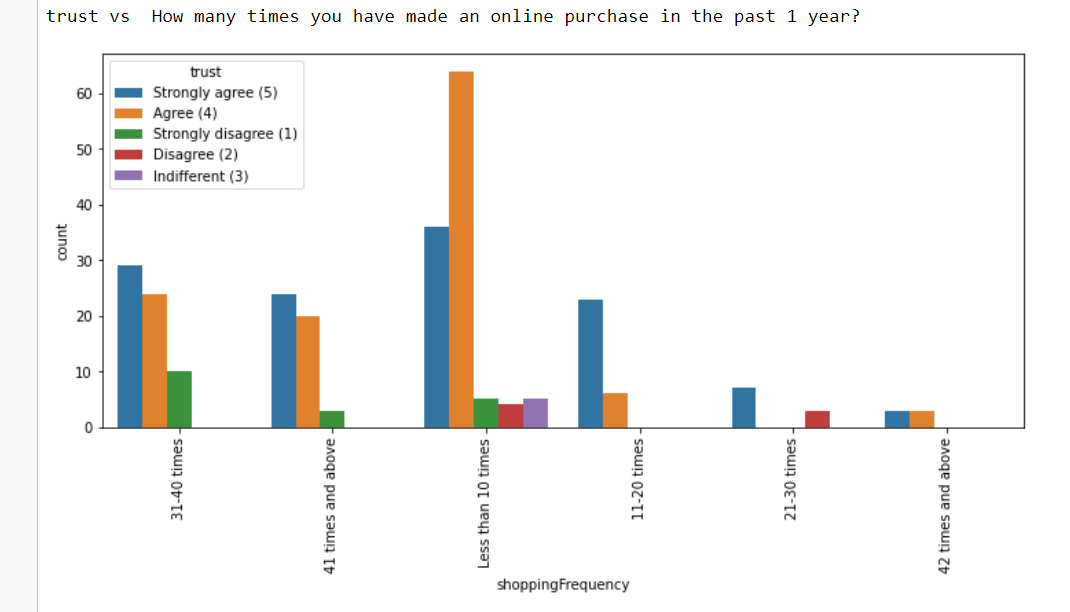 trust vs  How many times you have made an online purchase in the past 1 year?
trust
Strongly agree (5)
Agree (4)
Strongly disagree (1)
Disagree (2)
Indifferent (3)
60
50
40
30
20
10
0
count
31-40 times
41 times and above
Less than 10 times
11-20 times
21-30 times
42 times and above
shoppingFrequency